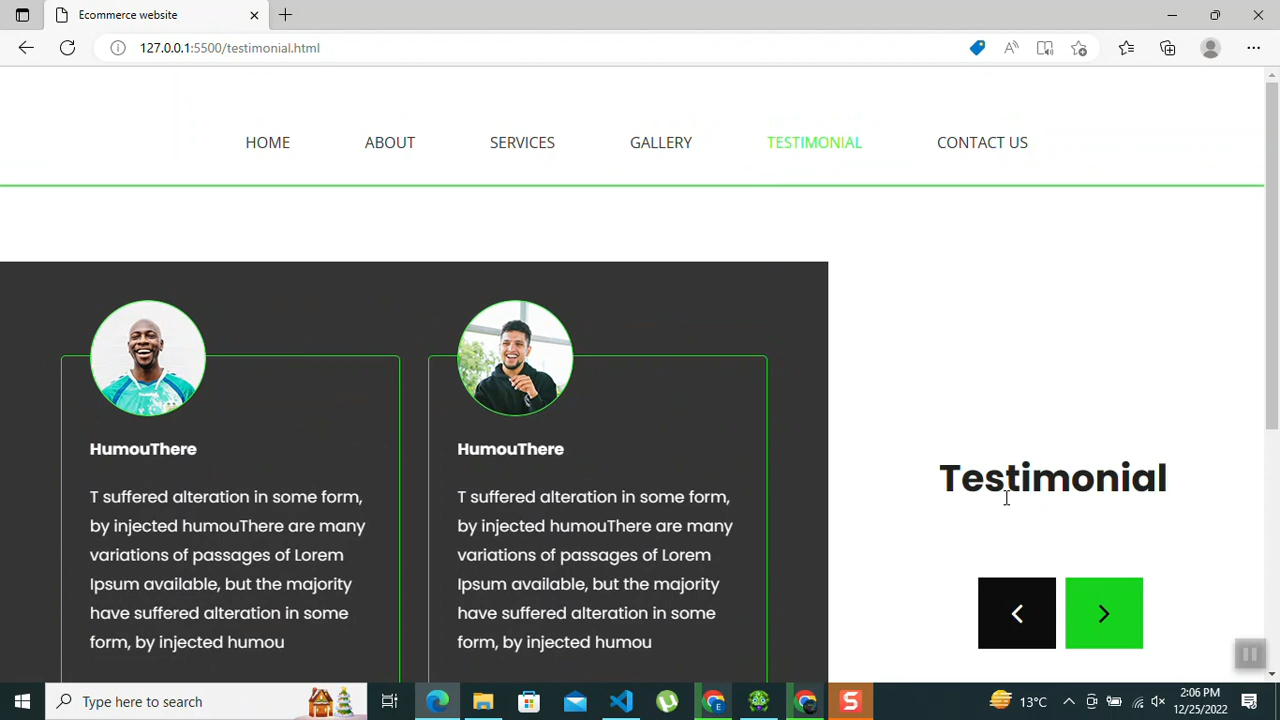 Ecommerce website
127.0.0.1:5500/testimonial.html
HOME ABOUT SERVICES GALLERY TESTIMONIAL CONTACT US
HumouThere
T suffered alteration in some form,
by injected humouThere are many
variations of passages of Lorem
Ipsum available, but the majority
have suffered alteration in some
form, by injected humou
HumouThere
T suffered alteration in some form,
by injected humouThere are many
variations of passages of Lorem
Ipsum available, but the majority
have suffered alteration in some
form, by injected humou
Testimonial
Type here to search
13°C
2:06 PM
12/25/2022